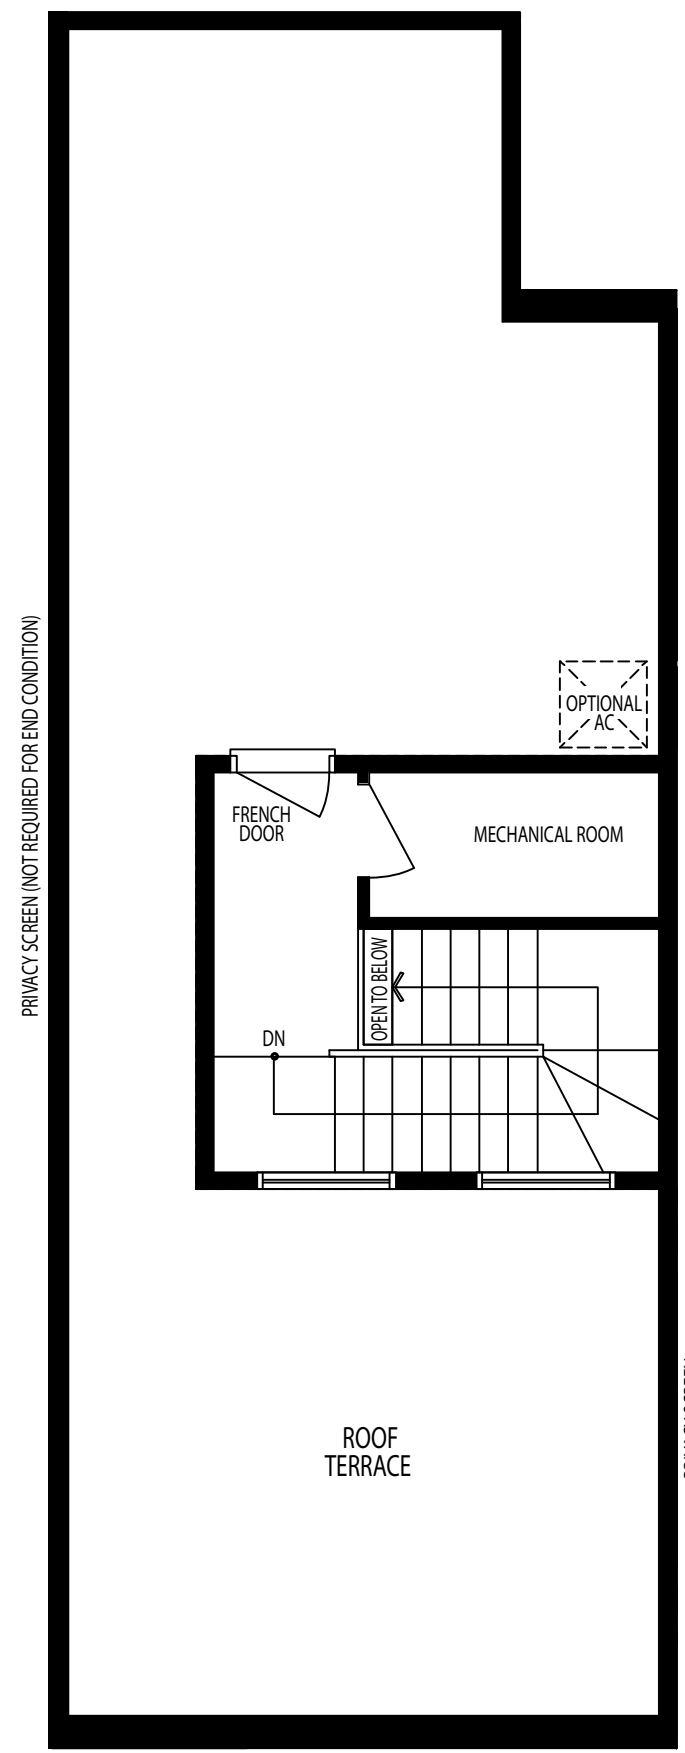 PRIVACY SCREEN (NOT REQUIRED FOR END CONDITION)
OPTIONAL
AC
FRENCH
DOOR
MECHANICAL ROOM
OPEN TO BELOW
DN
ROOF
TERRACE